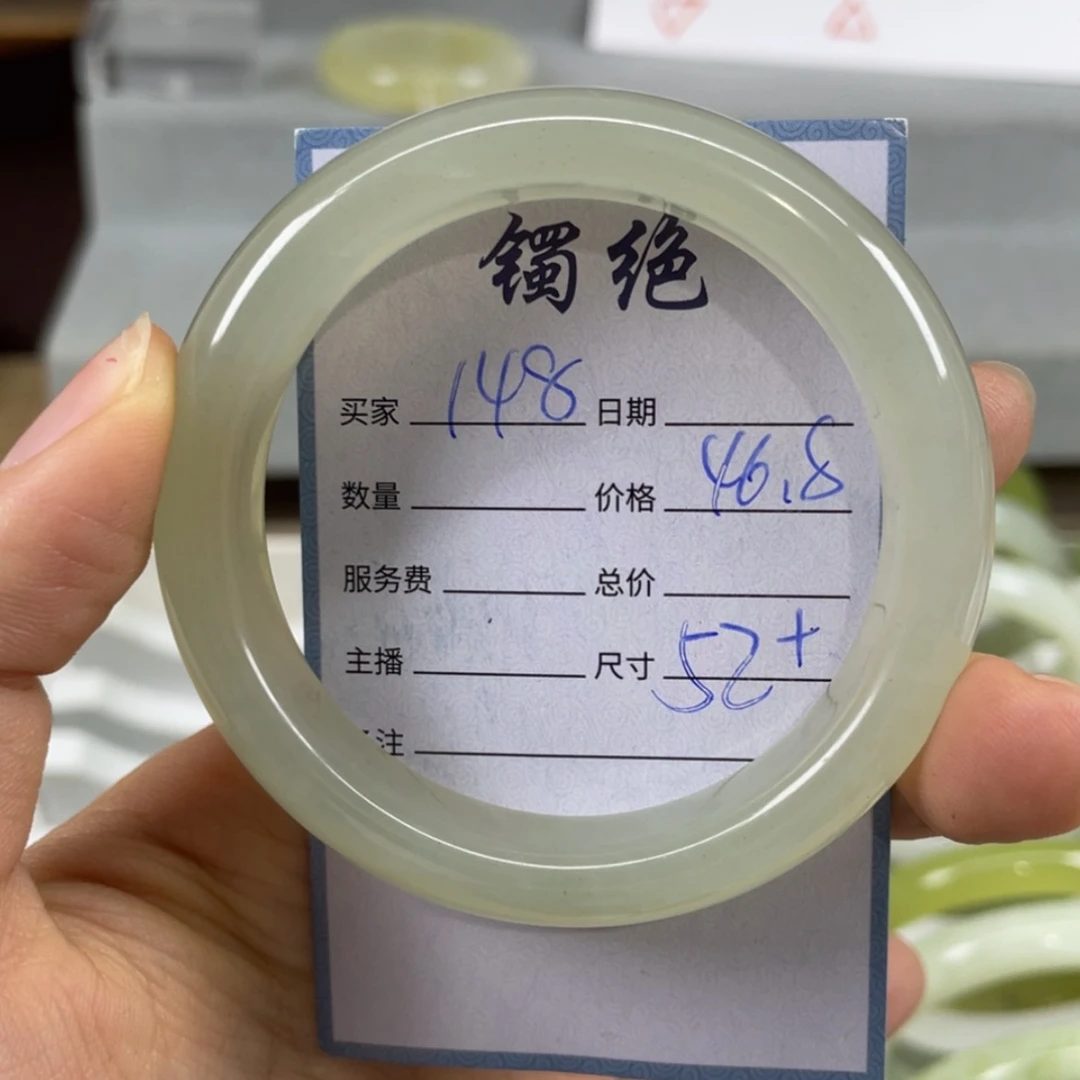 镯绝
买家 148 日期
数量 价格 46.8
服务费 总价
主播 尺寸 52+
注